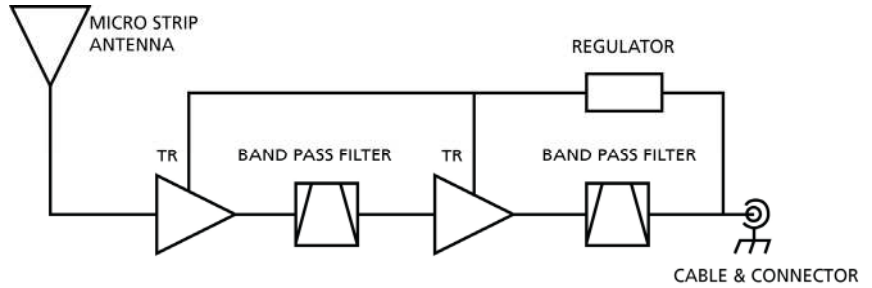 MICRO STRIP
ANTENNA
REGULATOR
TR
BAND PASS FILTER
TR
BAND PASS FILTER
CABLE & CONNECTOR